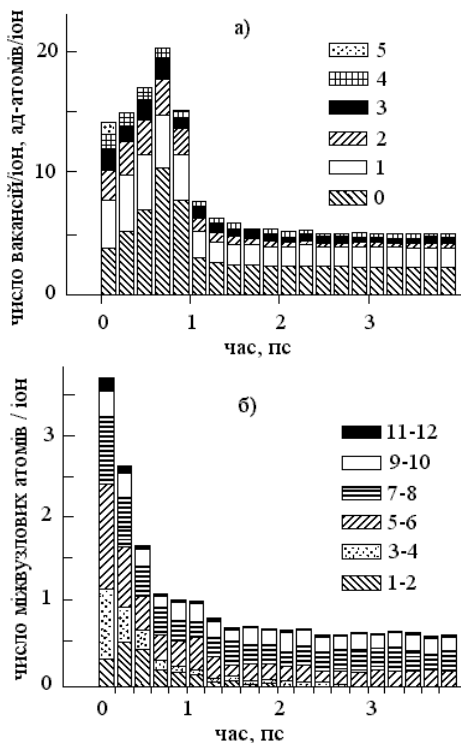 число вакансій/іон, ад-атомів/іон
а)
20
10
0
5
4
3
2
1
0
0 1 2 3
час, пс
число міжвузлових атомів / іон
б)
3
2
1
0
11-12
9-10
7-8
5-6
3-4
1-2
0 1 2 3
час, пс